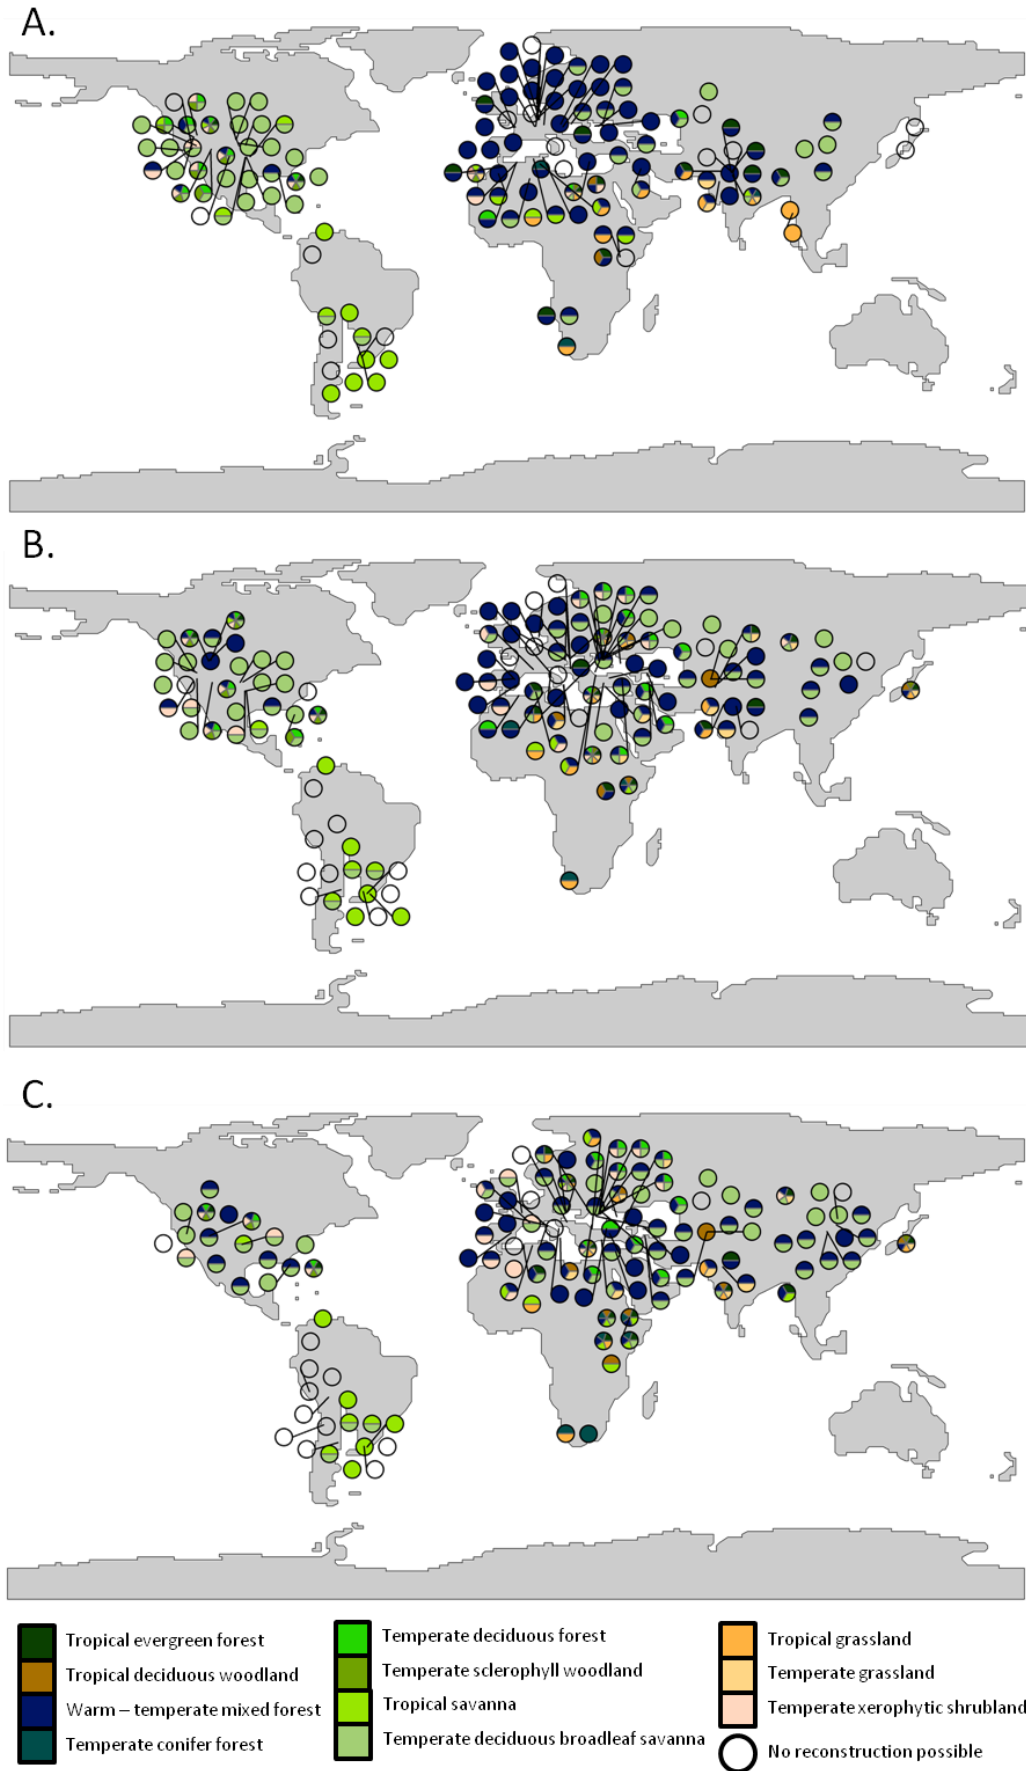 A.
B.
C.
Tropical evergreen forest
Tropical deciduous woodland
Warm – temperate mixed forest
Temperate conifer forest
Temperate deciduous forest
Temperate sclerophyll woodland
Tropical savanna
Temperate deciduous broadleaf savanna
Tropical grassland
Temperate grassland
Temperate xerophytic shrubland
No reconstruction possible